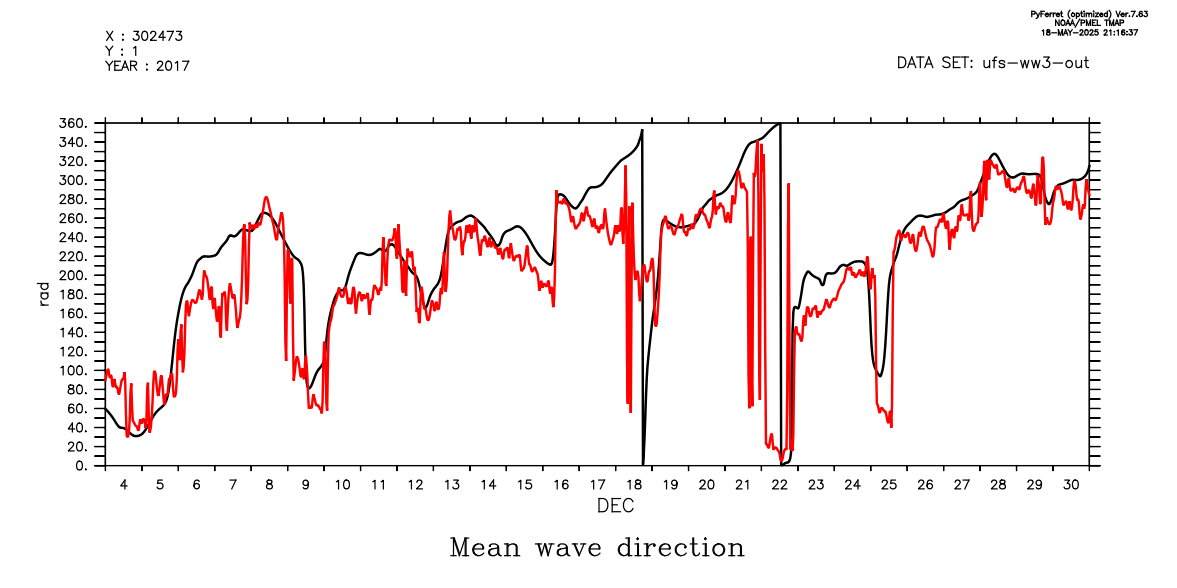 PyFerret (optimized) Ver.7.63
NOAA/PMEL TMAP
18-MAY-2025 21:16:37
X : 302473
Y : 1
YEAR : 2017
DATA SET: ufs-ww3-out
360.
340.
320.
300.
280.
260.
240.
220.
200.
180.
160.
140.
120.
100.
80.
60.
40.
20.
0.
rad
4 5 6 7 8 9 10 11 12 13 14 15 16 17 18 19 20 21 22 23 24 25 26 27 28 29 30
DEC
Mean wave direction